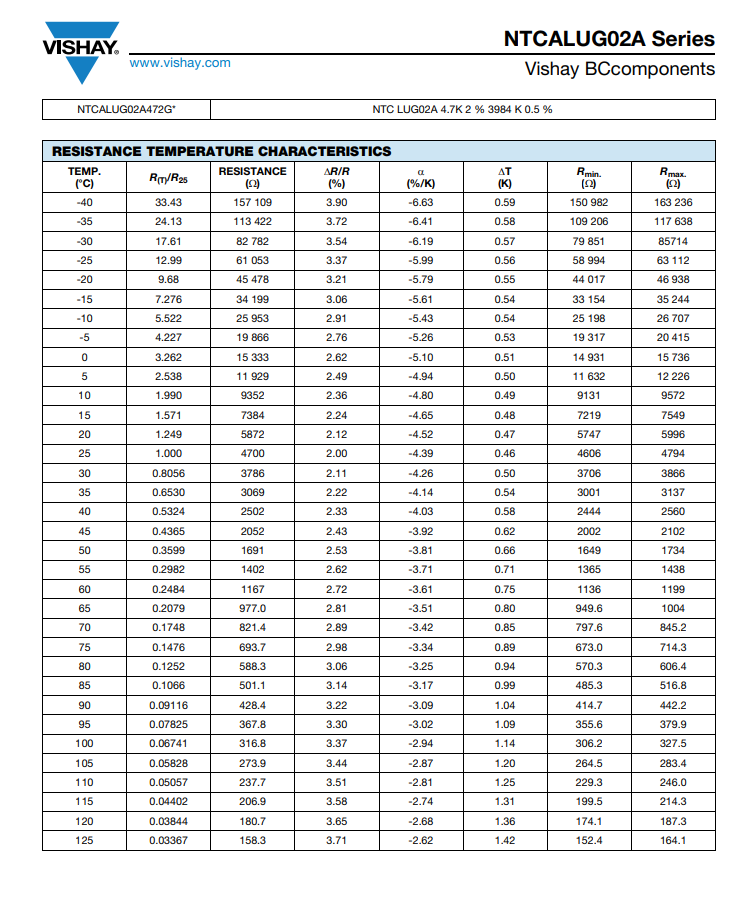 VISHAY®
www.vishay.com
NTCALUG02A Series
Vishay BCcomponents
NTCALUG02A472G* NTC LUG02A 4.7K 2 % 3984 K 0.5 %
RESISTANCE TEMPERATURE CHARACTERISTICS
TEMP. (°C) R(T)/R25 RESISTANCE (Ω) ΔR/R (%) α (%/K) ΔT (K) Rmin. (Ω) Rmax. (Ω)
-40 33.43 157 109 3.90 -6.63 0.59 150 982 163 236
-35 24.13 113 422 3.72 -6.41 0.58 109 206 117 638
-30 17.61 82 782 3.54 -6.19 0.57 79 851 85714
-25 12.99 61 053 3.37 -5.99 0.56 58 994 63 112
-20 9.68 45 478 3.21 -5.79 0.55 44 017 46 938
-15 7.276 34 199 3.06 -5.61 0.54 33 154 35 244
-10 5.522 25 953 2.91 -5.43 0.54 25 198 26 707
-5 4.227 19 866 2.76 -5.26 0.53 19 317 20 415
0 3.262 15 333 2.62 -5.10 0.51 14 931 15 736
5 2.538 11 929 2.49 -4.94 0.50 11 632 12 226
10 1.990 9352 2.36 -4.80 0.49 9131 9572
15 1.571 7384 2.24 -4.65 0.48 7219 7549
20 1.249 5872 2.12 -4.52 0.47 5747 5996
25 1.000 4700 2.00 -4.39 0.46 4606 4794
30 0.8056 3786 2.11 -4.26 0.50 3706 3866
35 0.6530 3069 2.22 -4.14 0.54 3001 3137
40 0.5324 2502 2.33 -4.03 0.58 2444 2560
45 0.4365 2052 2.43 -3.92 0.62 2002 2102
50 0.3599 1691 2.53 -3.81 0.66 1649 1734
55 0.2982 1402 2.62 -3.71 0.71 1365 1438
60 0.2484 1167 2.72 -3.61 0.75 1136 1199
65 0.2079 977.0 2.81 -3.51 0.80 949.6 1004
70 0.1748 821.4 2.89 -3.42 0.85 797.6 845.2
75 0.1476 693.7 2.98 -3.34 0.89 673.0 714.3
80 0.1252 588.3 3.06 -3.25 0.94 570.3 606.4
85 0.1066 501.1 3.14 -3.17 0.99 485.3 516.8
90 0.09116 428.4 3.22 -3.09 1.04 414.7 442.2
95 0.07825 367.8 3.30 -3.02 1.09 355.6 379.9
100 0.06741 316.8 3.37 -2.94 1.14 306.2 327.5
105 0.05828 273.9 3.44 -2.87 1.20 264.5 283.4
110 0.05057 237.7 3.51 -2.81 1.25 229.3 246.0
115 0.04402 206.9 3.58 -2.74 1.31 199.5 214.3
120 0.03844 180.7 3.65 -2.68 1.36 174.1 187.3
125 0.03367 158.3 3.71 -2.62 1.42 152.4 164.1